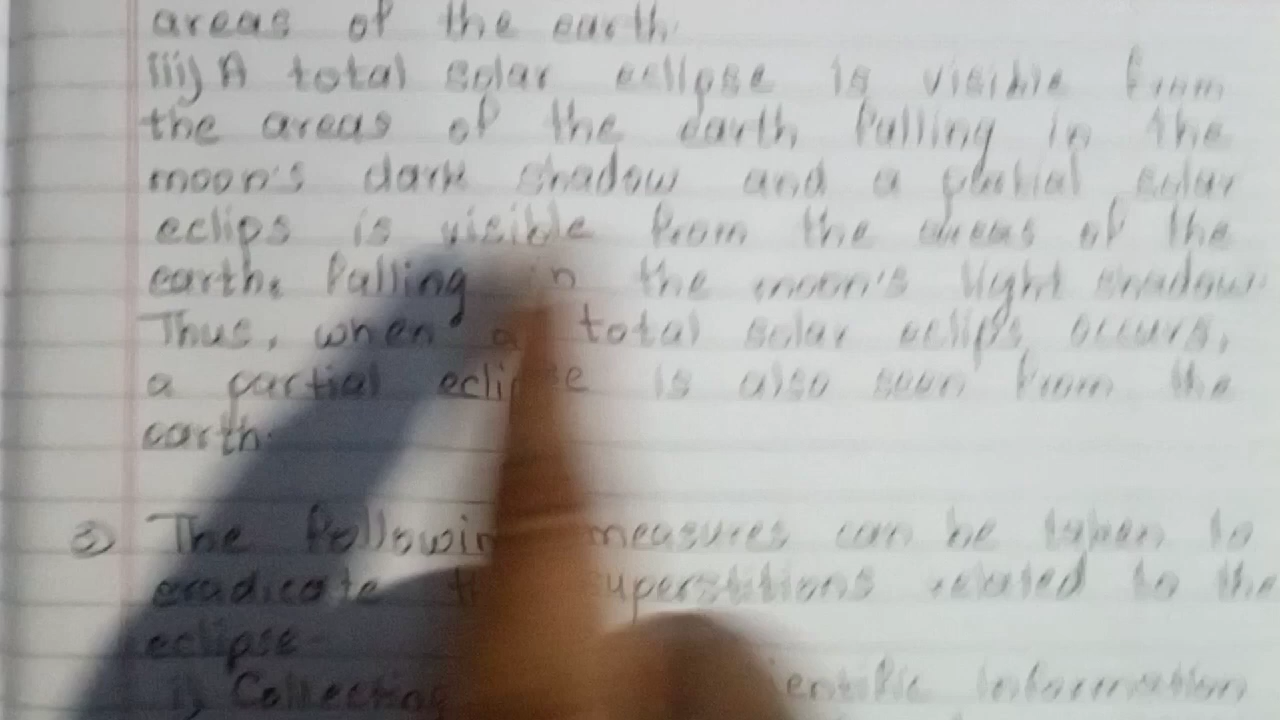 areas of the earth.
iii) A total solar eclipse is visible from
the areas of the earth falling in the
moon's dark shadow and a partial solar
eclips is visible from the areas of the
earth. falling in the moon's light shadow.
Thus, when a total solar eclips occurs,
a partial eclipse is also seen from the
earth.
3) The following measures can be taken to
eradicate superstitions related to the
eclipse-
i) Collecting information